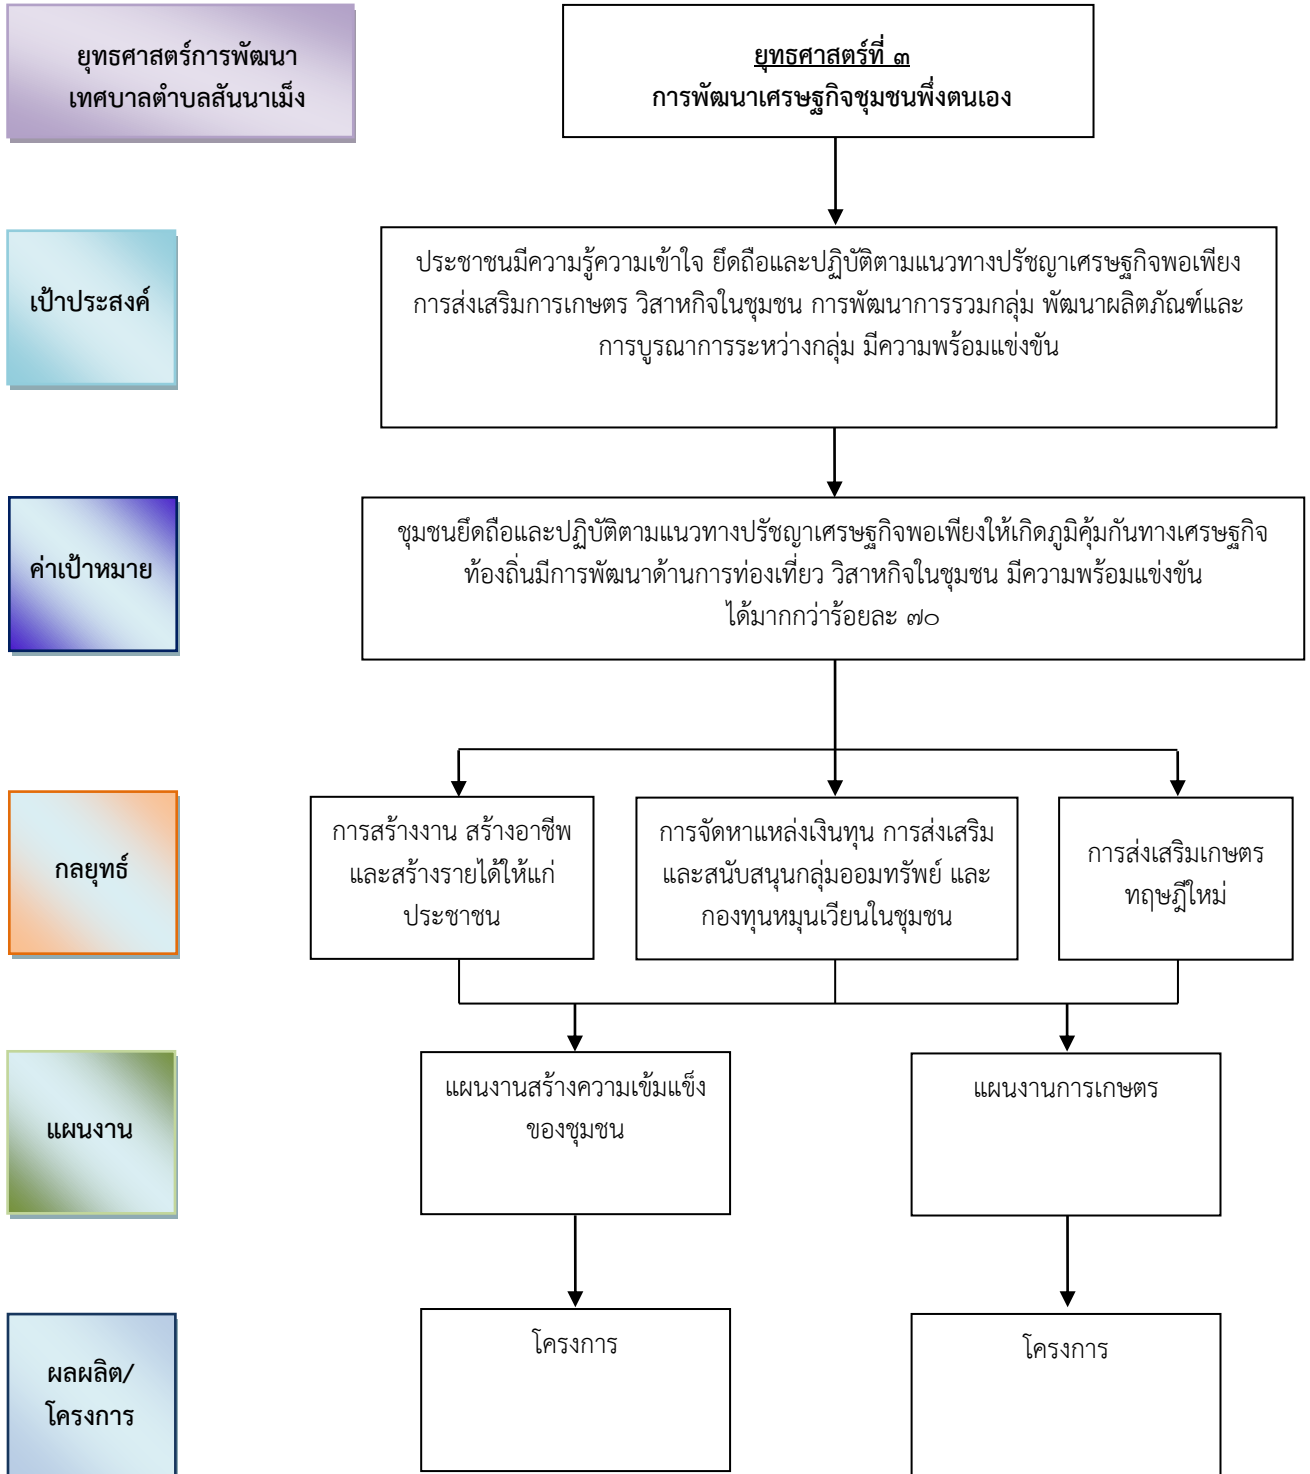 ยุทธศาสตร์การพัฒนา
เทศบาลตำบลสันนาเม็ง
ยุทธศาสตร์ที่ ๓
การพัฒนาเศรษฐกิจชุมชนพึ่งตนเอง
เป้าประสงค์
ประชาชนมีความรู้ความเข้าใจ ยึดถือและปฏิบัติตามแนวทางปรัชญาเศรษฐกิจพอเพียง
การส่งเสริมการเกษตร วิสาหกิจในชุมชน การพัฒนาการรวมกลุ่ม พัฒนาผลิตภัณฑ์และ
การบูรณาการระหว่างกลุ่ม มีความพร้อมแข่งขัน
ค่าเป้าหมาย
ชุมชนยึดถือและปฏิบัติตามแนวทางปรัชญาเศรษฐกิจพอเพียงให้เกิดภูมิคุ้มกันทางเศรษฐกิจ
ท้องถิ่นมีการพัฒนาด้านการท่องเที่ยว วิสาหกิจในชุมชน มีความพร้อมแข่งขัน
ได้มากกว่าร้อยละ ๗๐
กลยุทธ์
การสร้างงาน สร้างอาชีพ
และสร้างรายได้ให้แก่
ประชาชน
การจัดหาแหล่งเงินทุน การส่งเสริม
และสนับสนุนกลุ่มออมทรัพย์ และ
กองทุนหมุนเวียนในชุมชน
การส่งเสริมเกษตร
ทฤษฎีใหม่
แผนงาน
แผนงานสร้างความเข้มแข็ง
ของชุมชน
แผนงานการเกษตร
ผลผลิต/
โครงการ
โครงการ
โครงการ